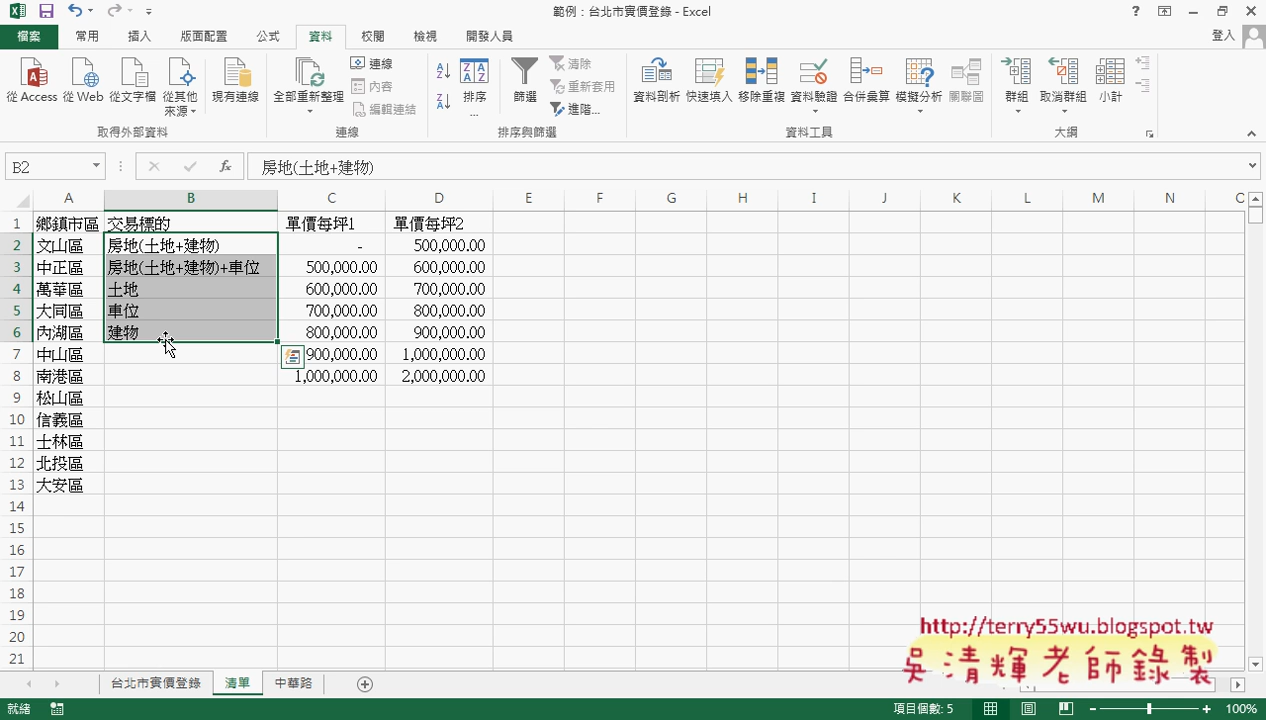 範例：台北市實價登錄 - Excel
檔案 常用 插入 版面配置 公式 資料 校閱 檢視 開發人員 登入
從 Access 從 Web 從文字檔 從其他來源 現有連線 全部重新整理 連線 內容 編輯連結 排序... 篩選 清除 重新套用 進階... 資料剖析 快速填入 移除重複 資料驗證 合併彙算 模擬分析 關聯圖 群組 取消群組 小計
取得外部資料 連線 排序與篩選 資料工具 大綱
B2 fx 房地(土地+建物)
A B C D E F G H I J K L M N
1 鄉鎮市區 交易標的 單價每坪1 單價每坪2
2 文山區 房地(土地+建物) - 500,000.00
3 中正區 房地(土地+建物)+車位 500,000.00 600,000.00
4 萬華區 土地 600,000.00 700,000.00
5 大同區 車位 700,000.00 800,000.00
6 內湖區 建物 800,000.00 900,000.00
7 中山區 900,000.00 1,000,000.00
8 南港區 1,000,000.00 2,000,000.00
9 松山區
10 信義區
11 士林區
12 北投區
13 大安區
14
15
16
17
18
19
20
21
http://terry55wu.blogspot.tw
吳清輝老師錄製
台北市實價登錄 清單 中華路
就緒 項目個數: 5 100%